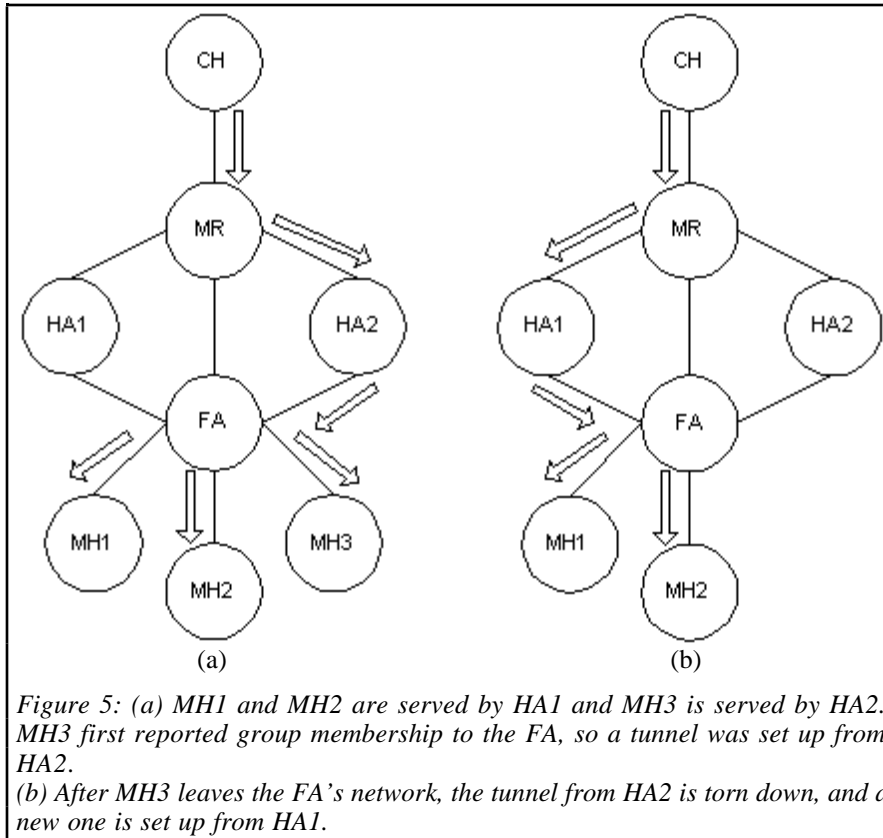 CH
MR
HA1
HA2
FA
MH1
MH3
MH2
(a)
CH
MR
HA1
HA2
FA
MH1
MH2
(b)
Figure 5: (a) MH1 and MH2 are served by HA1 and MH3 is served by HA2.
MH3 first reported group membership to the FA, so a tunnel was set up from
HA2.
(b) After MH3 leaves the FA's network, the tunnel from HA2 is torn down, and
new one is set up from HA1.